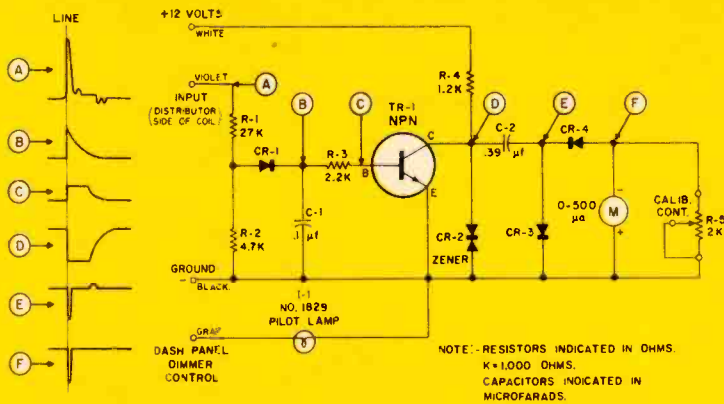 LINE
A
B
C
D
E
F
+12 VOLTS
WHITE
VIOLET
A
INPUT
(DISTRIBUTOR
SIDE OF COIL)
R-1
27K
CR-1
R-2
4.7K
B
R-3
2.2K
C-1
.1 µf
C
TR-1
NPN
B
C
E
R-4
1.2K
D
C-2
.39 µf
E
CR-4
F
CR-2
ZENER
CR-3
0-500
µa
-
M
+
CALIB.
CONT.
R-5
2K
GROUND
-
BLACK.
I-1
NO. 1829
PILOT LAMP
DASH PANEL
DIMMER
CONTROL
NOTE:- RESISTORS INDICATED IN OHMS.
K=1,000 OHMS.
CAPACITORS INDICATED IN
MICROFARADS.